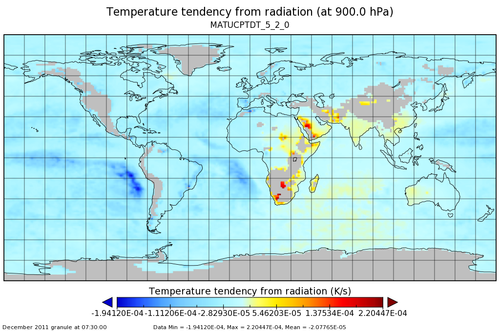 Temperature tendency from radiation (at 900.0 hPa)
MATUCPTDT_5_2_0
Temperature tendency from radiation (K/s)
-1.94120E-04 -1.11206E-04 -2.82930E-05 5.46203E-05 1.37534E-04 2.20447E-04
December 2011 granule at 07:30:00 Data Min = -1.94120E-04, Max = 2.20447E-04, Mean = -2.07765E-05